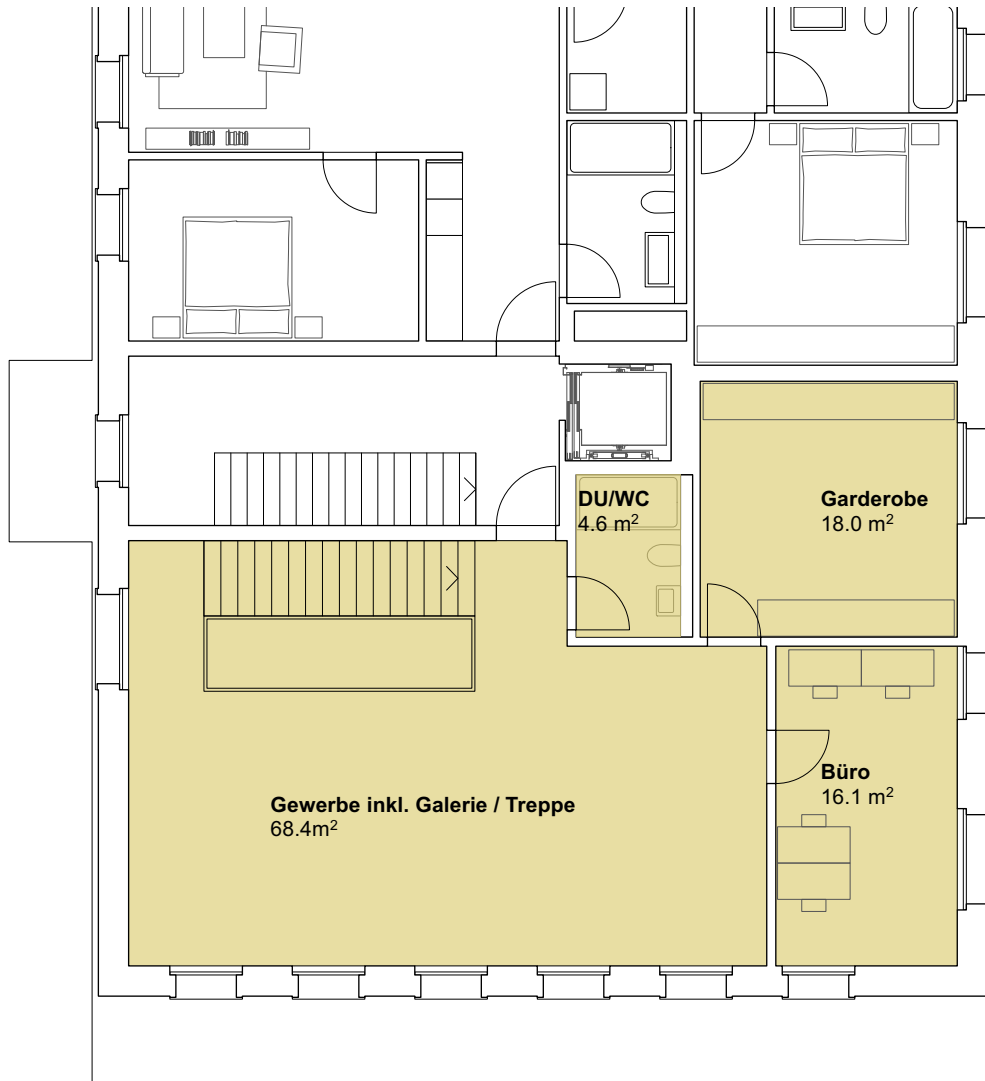 DU/WC
4.6 m²
Garderobe
18.0 m²
Büro
16.1 m²
Gewerbe inkl. Galerie / Treppe
68.4m²